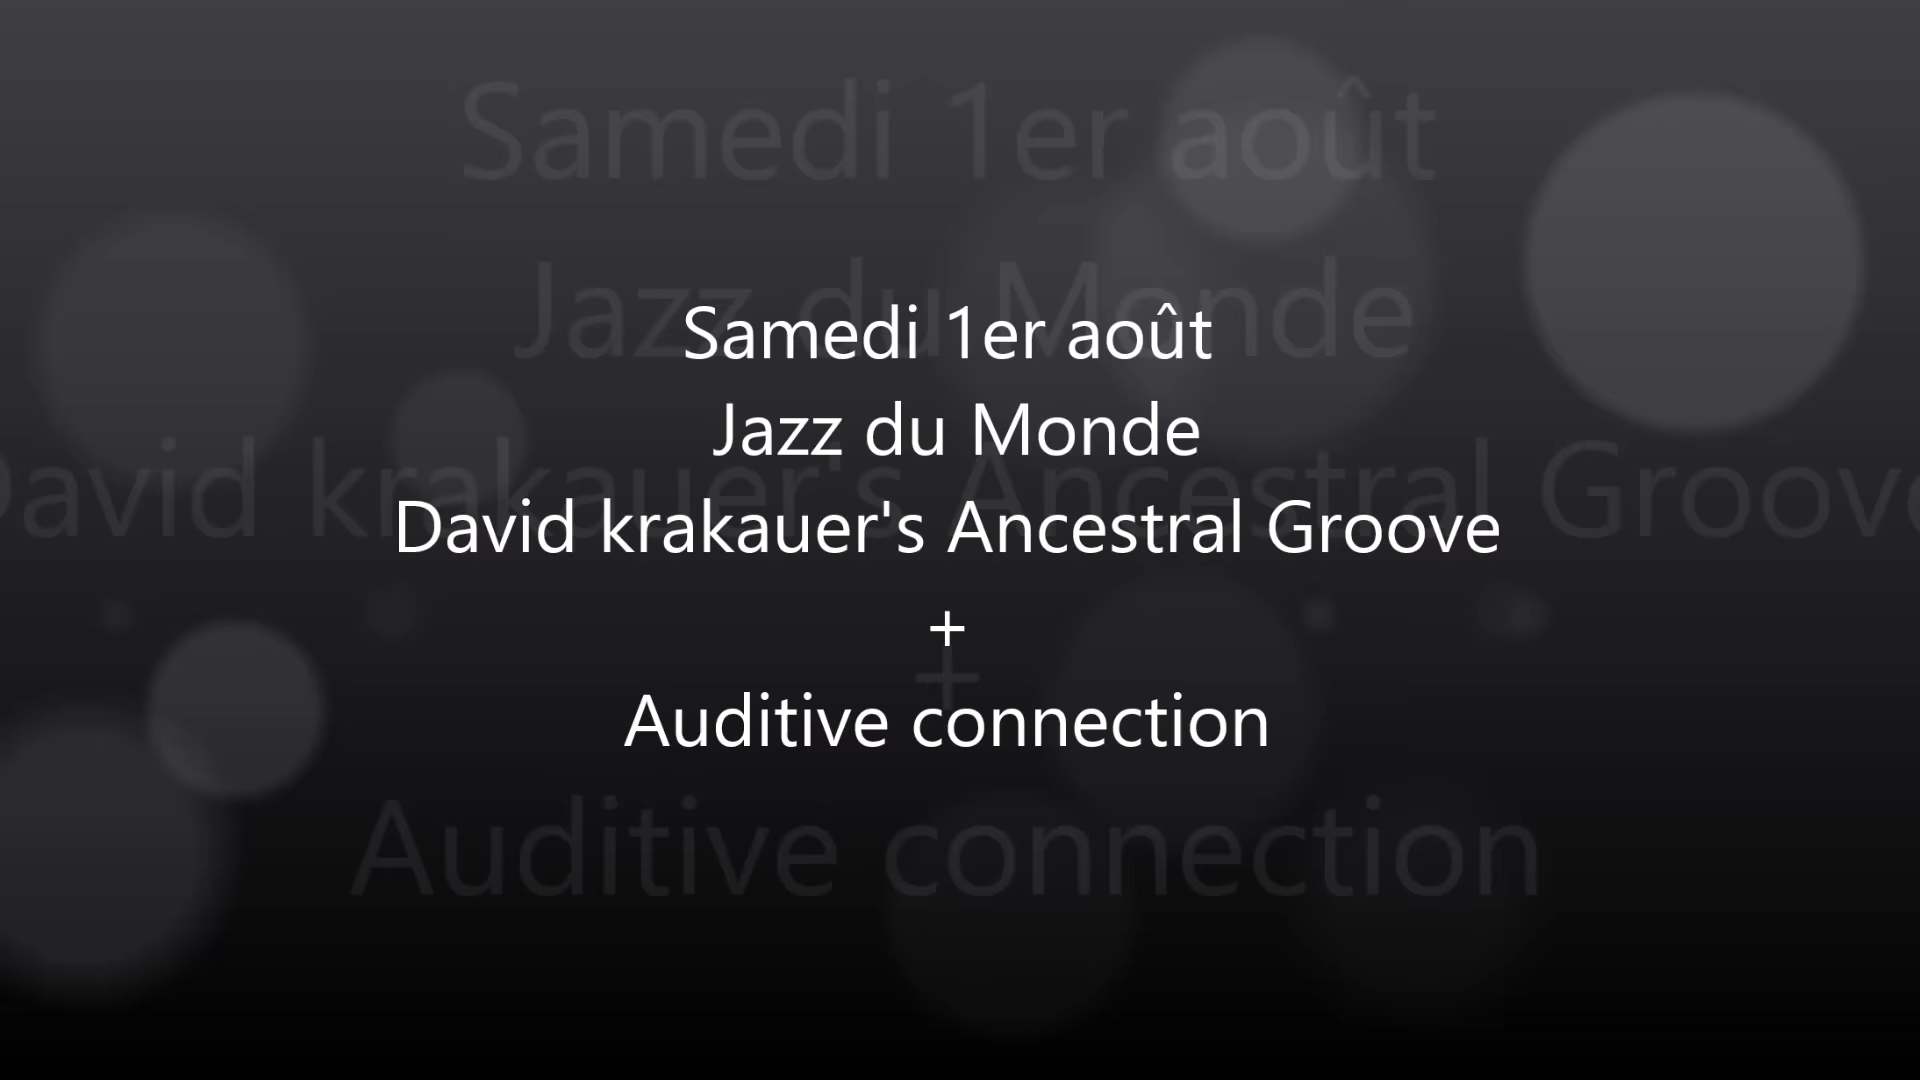 Samedi 1er août
Jazz du Monde
David krakauer's Ancestral Groove
+
Auditive connection